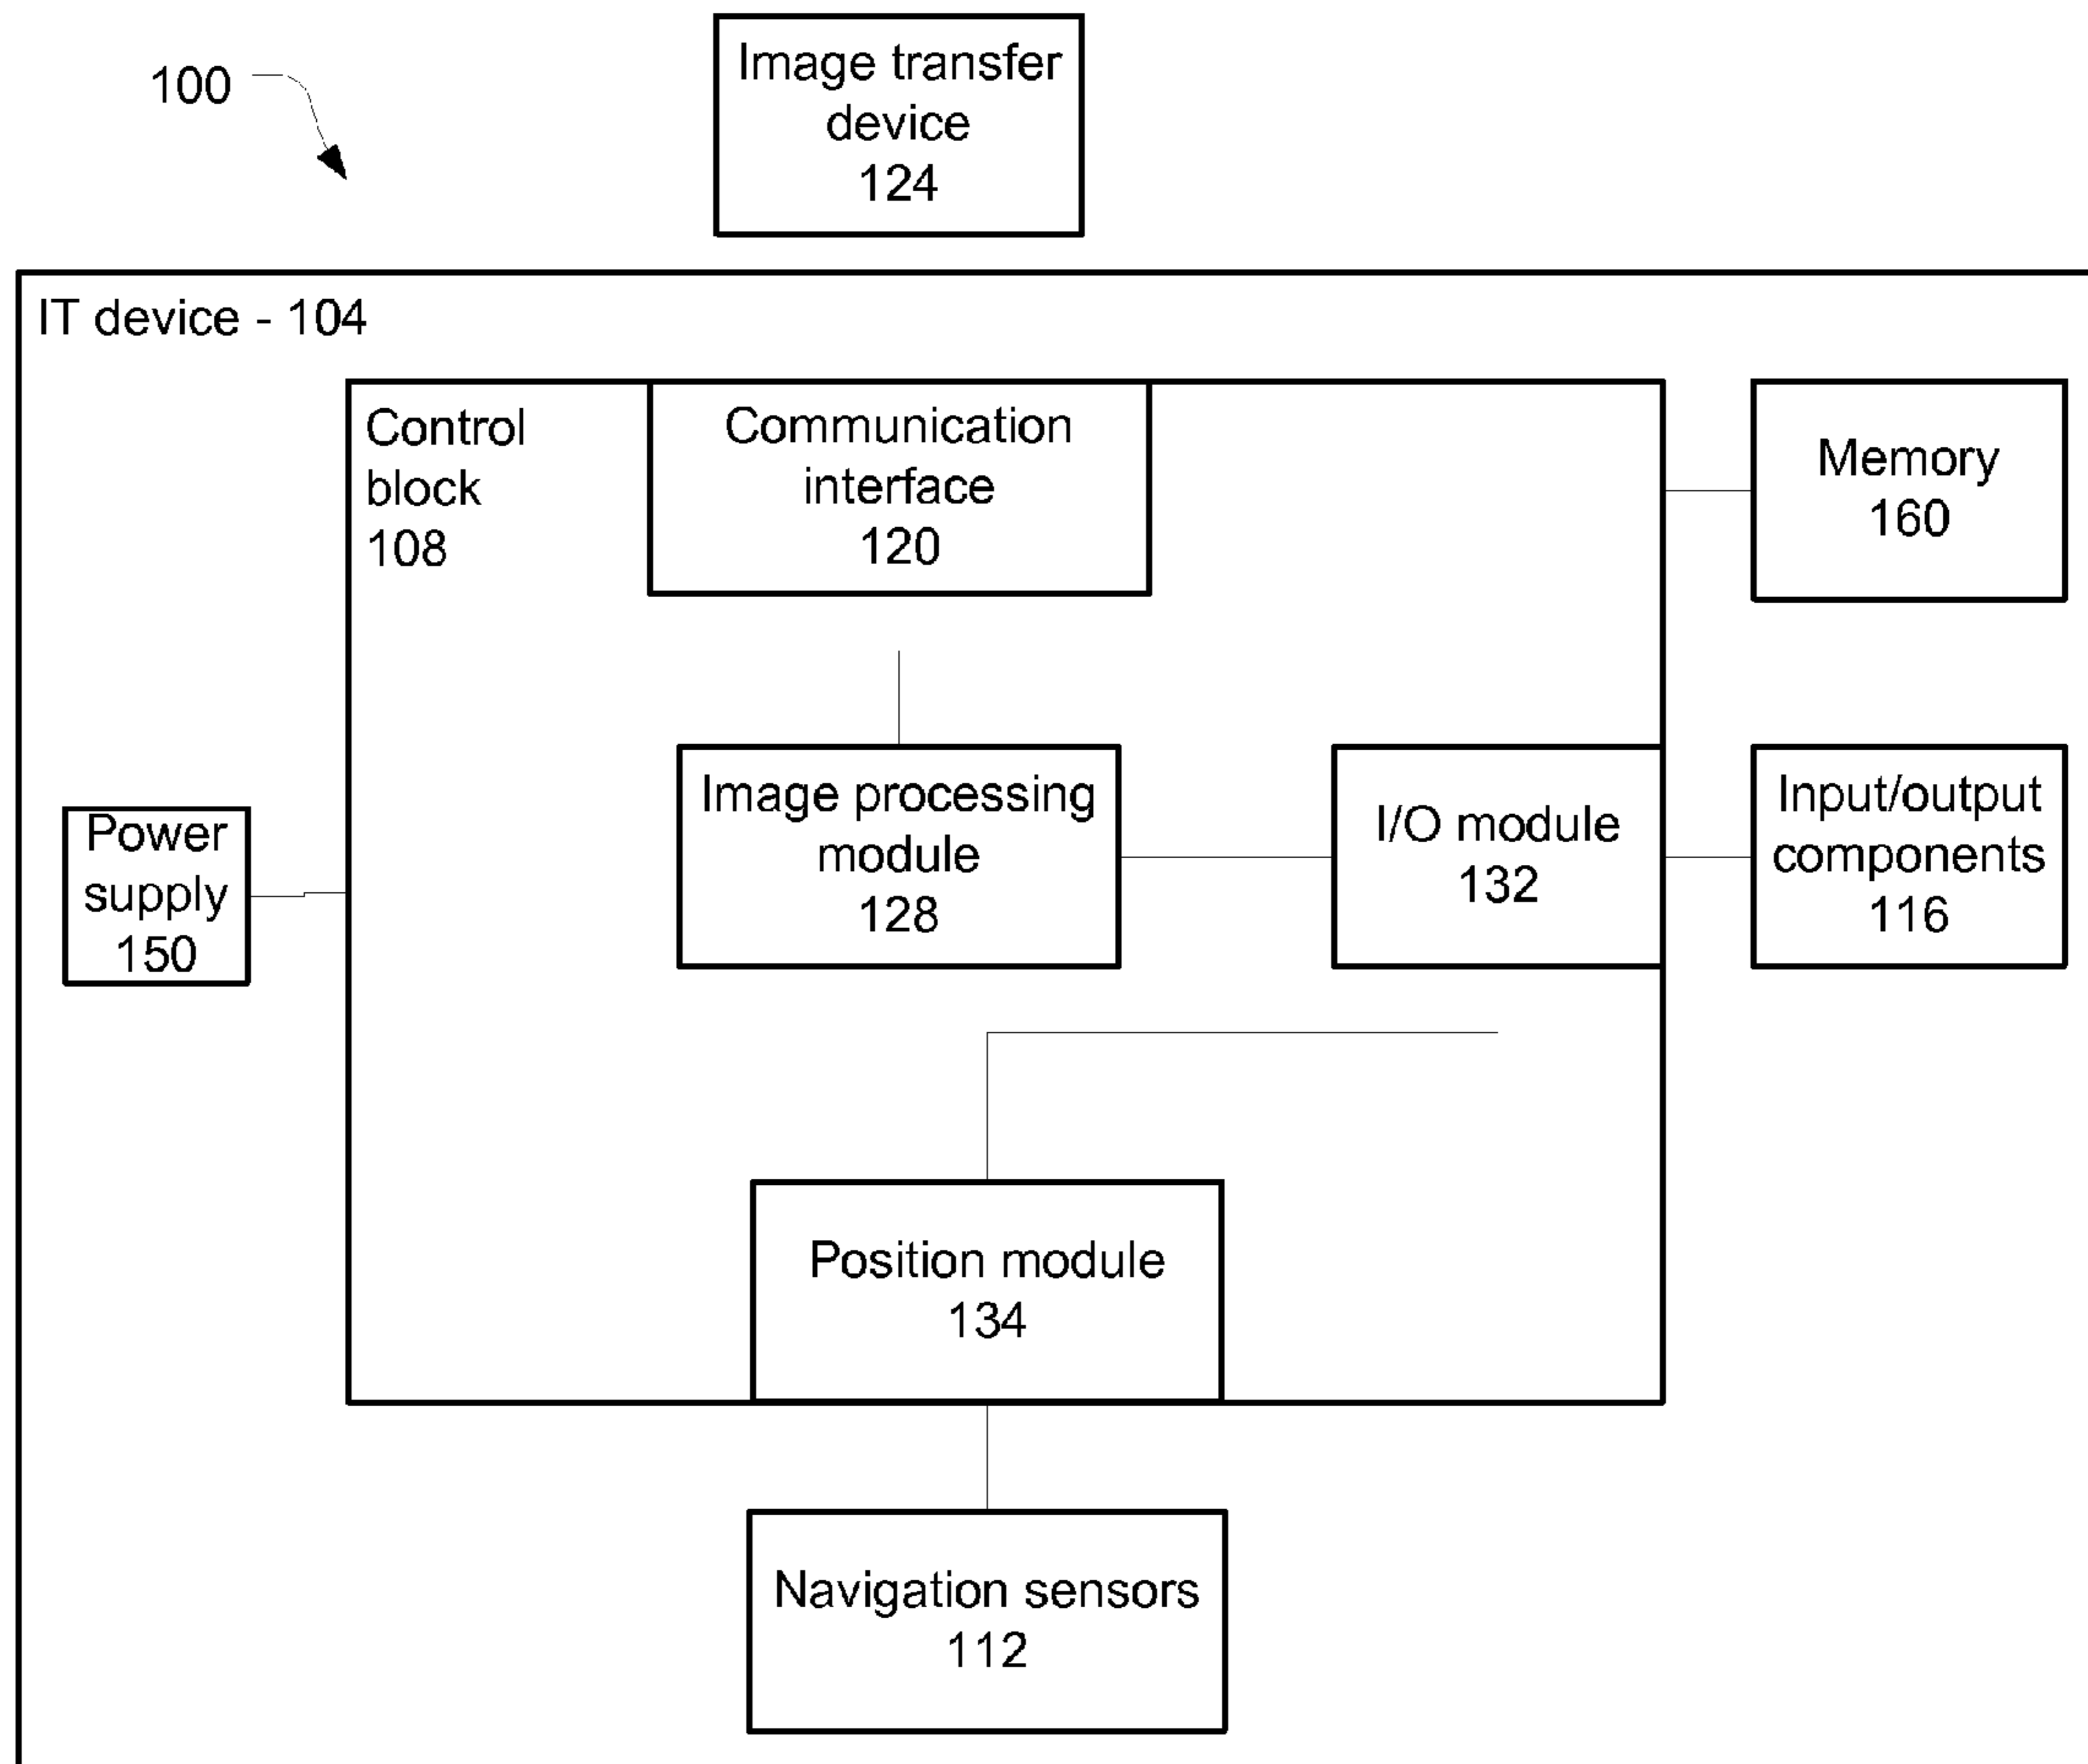 100
Image transfer
device
124
IT device - 104
Control
block
108
Communication
interface
120
Memory
160
Image processing
module
128
I/O module
132
Input/output
components
116
Power
supply
150
Position module
134
Navigation sensors
112